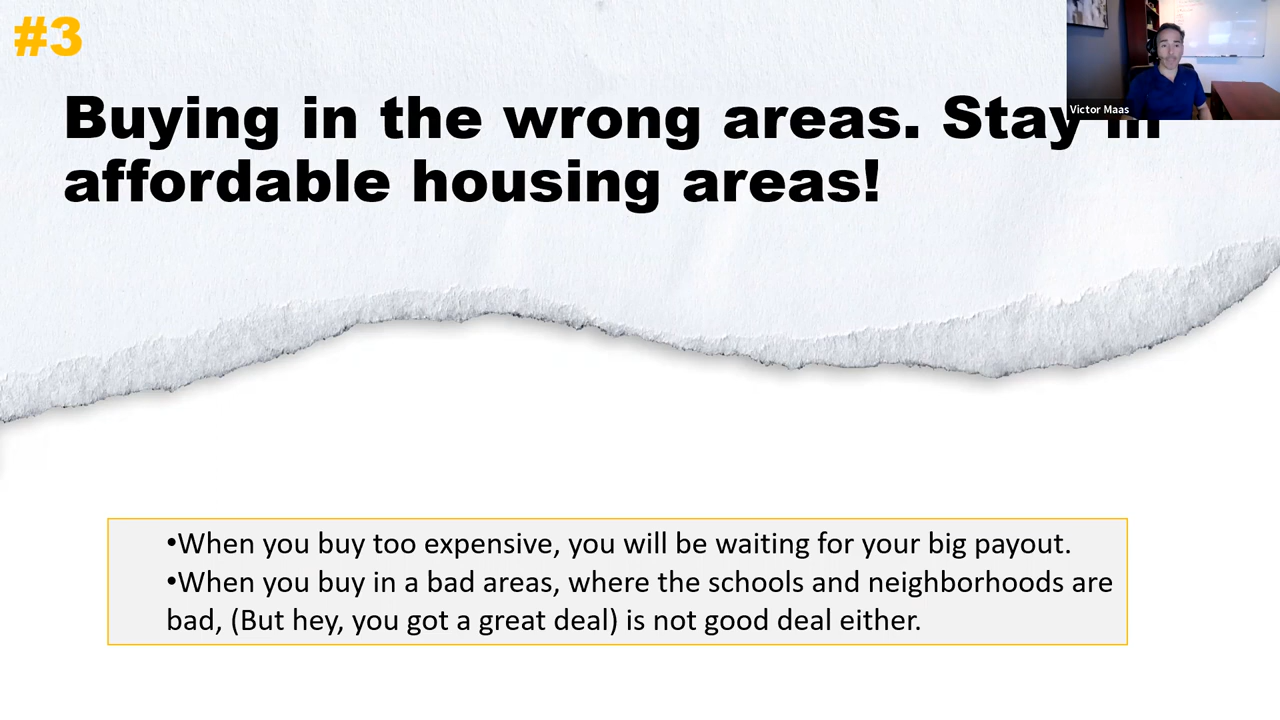 #3
Buying in the wrong areas. Stay in
affordable housing areas!
Victor Maas
•When you buy too expensive, you will be waiting for your big payout.
•When you buy in a bad areas, where the schools and neighborhoods are
bad, (But hey, you got a great deal) is not good deal either.